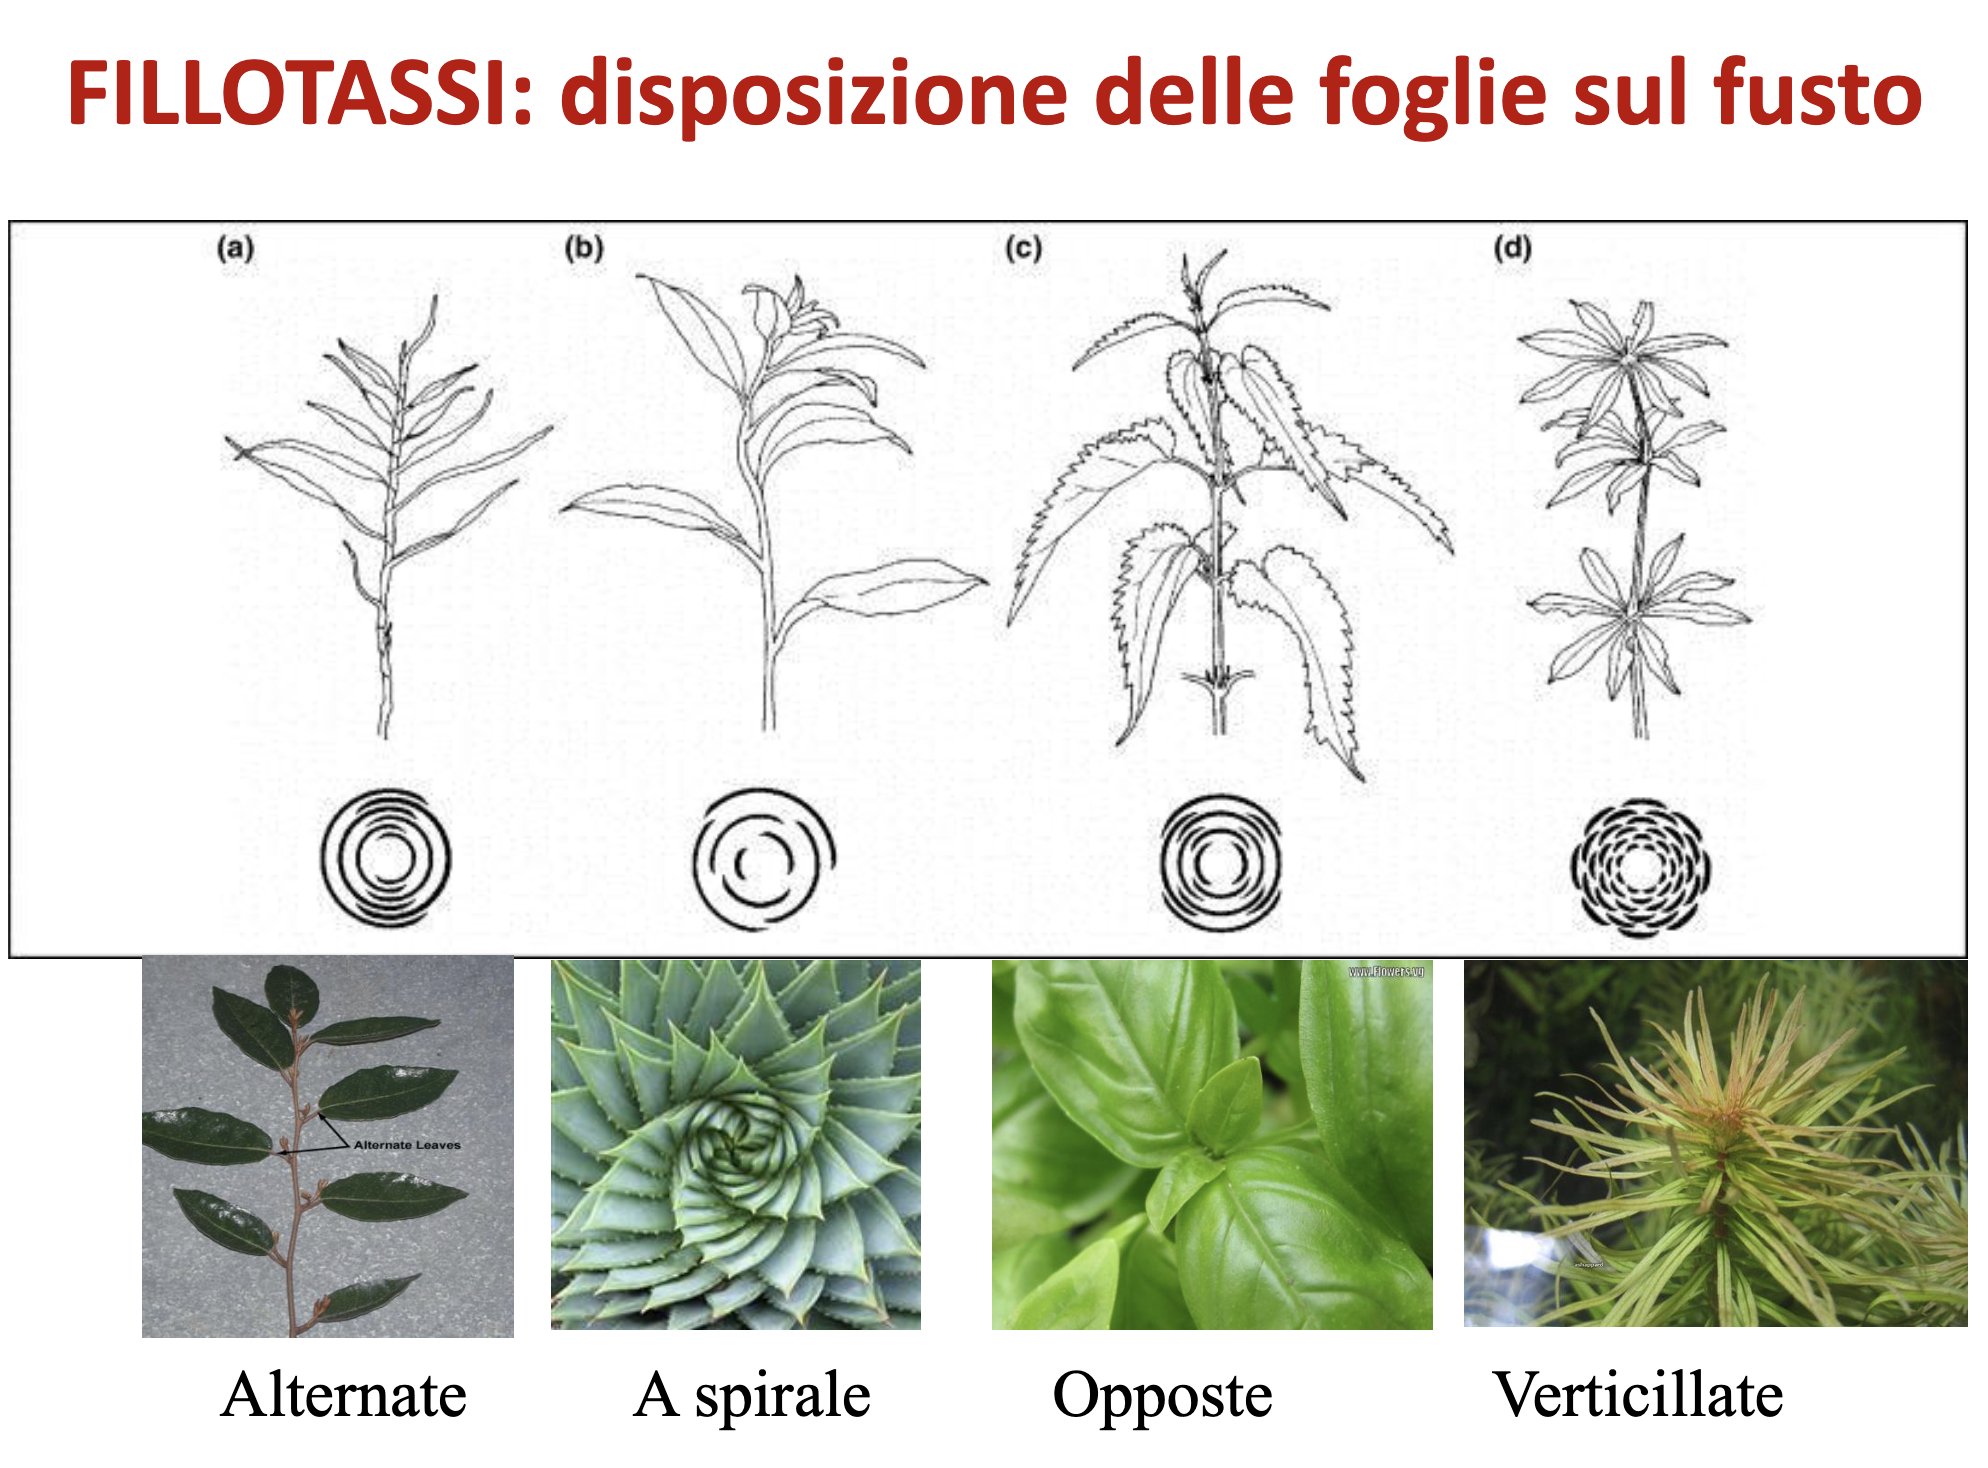 FILLOTASSI: disposizione delle foglie sul fusto
(a) (b) (c) (d)
www.Flowers.vg
Alternate Leaves
Alternate A spirale Opposte Verticillate